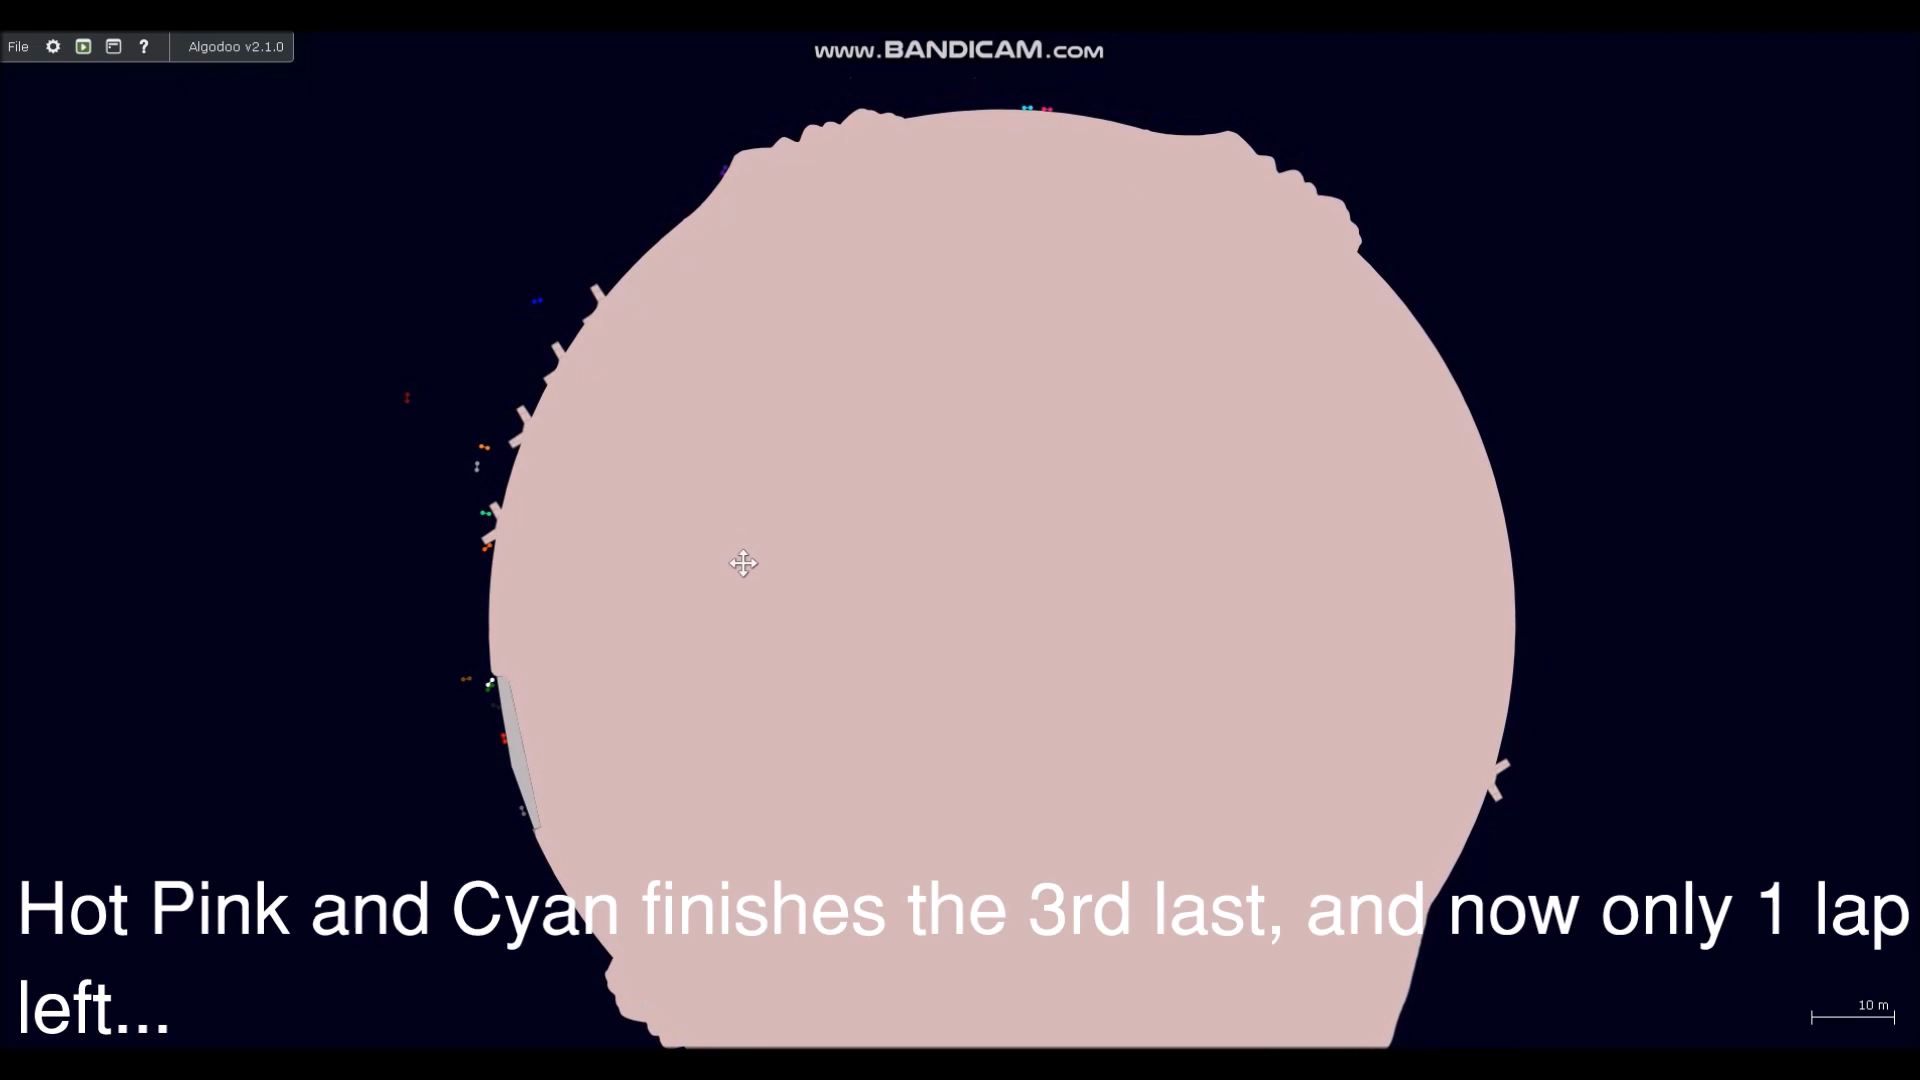 File ? Algodoo v2.1.0
www.BANDICAM.com
Hot Pink and Cyan finishes the 3rd last, and now only 1 lap
left...
10 m